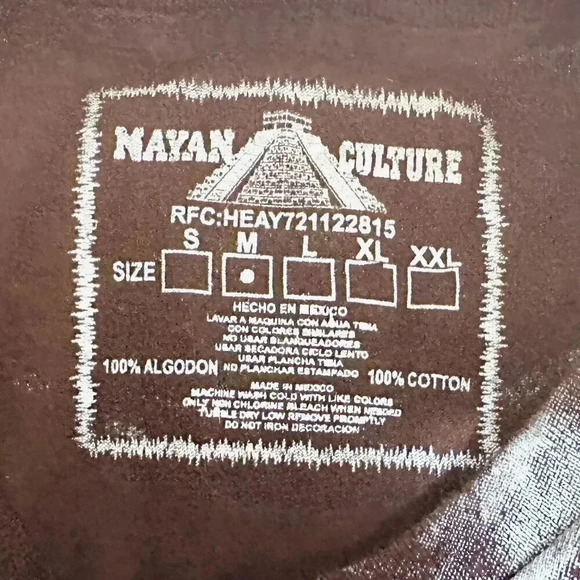 MAYAN CULTURE
RFC:HEAY721122815
S M L XL XXL
SIZE
HECHO EN MEXICO
LAVAR A MAQUINA CON AGUA TIBIA
CON COLORES SIMILARES
NO USAR BLANQUEADORES
USAR SECADORA CICLO LENTO
USAR PLANCHA TIBIA
100% ALGODON NO PLANCHAR ESTAMPADO 100% COTTON
MADE IN MEXICO
MACHINE WASH COLD WITH LIKE COLORS
ONLY NON CHLORINE BLEACH WHEN NEEDED
TUMBLE DRY LOW REMOVE PROMPTLY
DO NOT IRON DECORACION